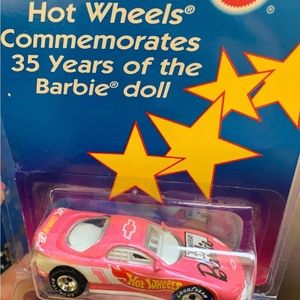 Hot Wheels®
Commemorates
35 Years of the
Barbie® doll
Hot Wheels